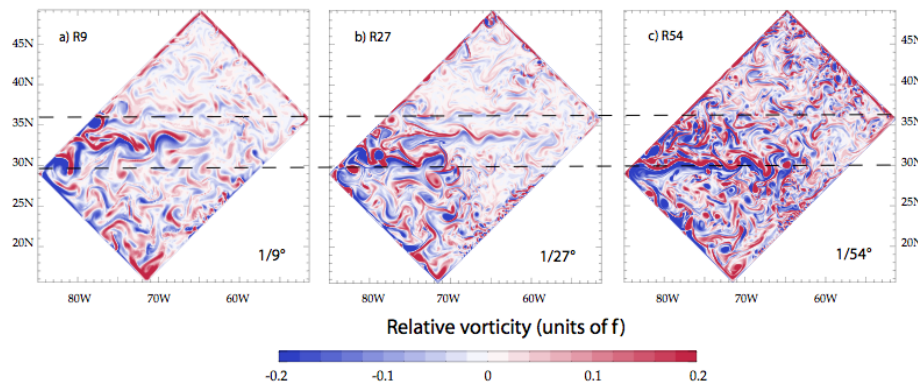 a) R9
b) R27
c) R54
45N
40N
35N
30N
25N
20N
45N
40N
35N
30N
25N
20N
1/9°
1/27°
1/54°
80W 70W 60W
80W 70W 60W
80W 70W 60W
Relative vorticity (units of f)
-0.2 -0.1 0 0.1 0.2